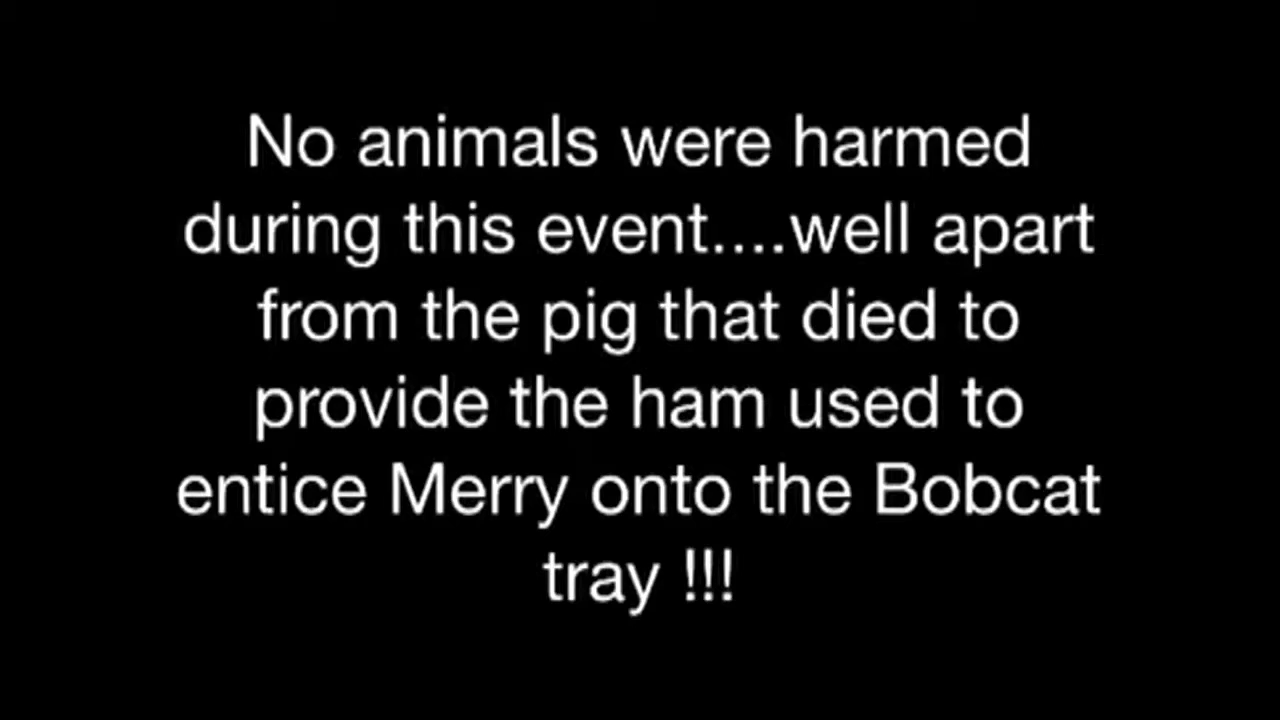 No animals were harmed
during this event....well apart
from the pig that died to
provide the ham used to
entice Merry onto the Bobcat
tray !!!